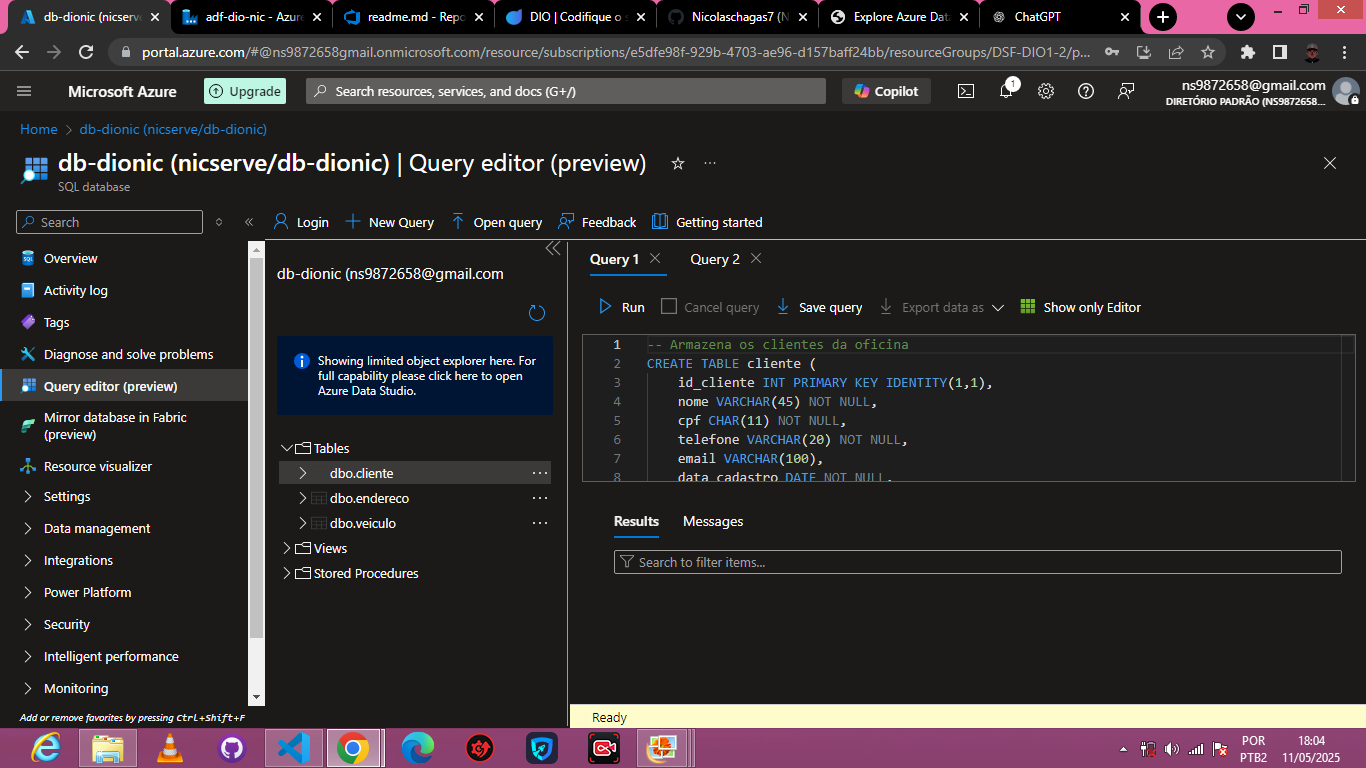 db-dionic (nicserv
adf-dio-nic - Azur
readme.md - Repo
DIO | Codifique o s
Nicolaschagas7 (N
Explore Azure Dat
ChatGPT
portal.azure.com/#@ns9872658gmail.onmicrosoft.com/resource/subscriptions/e5dfe98f-929b-4703-ae96-d157baff24bb/resourceGroups/DSF-DIO1-2/p...
Microsoft Azure
Upgrade
Search resources, services, and docs (G+/)
Copilot
1
ns9872658@gmail.com
DIRETÓRIO PADRÃO (NS9872658...
Home > db-dionic (nicserve/db-dionic)
db-dionic (nicserve/db-dionic) | Query editor (preview)
SQL database
Search
Login
New Query
Open query
Feedback
Getting started
Overview
Activity log
Tags
Diagnose and solve problems
Query editor (preview)
Mirror database in Fabric
(preview)
Resource visualizer
Settings
Data management
Integrations
Power Platform
Security
Intelligent performance
Monitoring
Add or remove favorites by pressing Ctrl+Shift+F
db-dionic (ns9872658@gmail.com
Showing limited object explorer here. For
full capability please click here to open
Azure Data Studio.
Tables
dbo.cliente
dbo.endereco
dbo.veiculo
Views
Stored Procedures
Query 1
Query 2
Run
Cancel query
Save query
Export data as
Show only Editor
1 -- Armazena os clientes da oficina
2 CREATE TABLE cliente (
3 id_cliente INT PRIMARY KEY IDENTITY(1,1),
4 nome VARCHAR(45) NOT NULL,
5 cpf CHAR(11) NOT NULL,
6 telefone VARCHAR(20) NOT NULL,
7 email VARCHAR(100),
8 data_cadastro DATE NOT NULL,
Results
Messages
Search to filter items...
Ready
POR
PTB2
18:04
11/05/2025